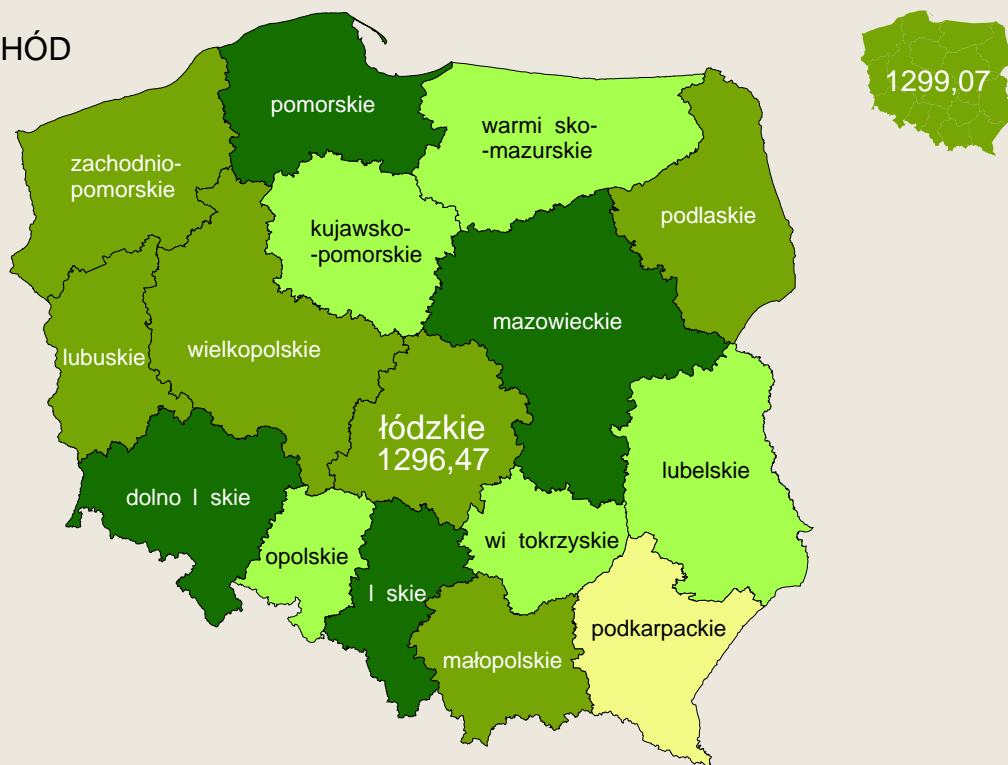 HÓD
1299,07
pomorskie
warmi sko-
-mazurskie
zachodnio-
pomorskie
podlaskie
kujawsko-
-pomorskie
mazowieckie
lubuskie
wielkopolskie
łódzkie
1296,47
lubelskie
dolno l skie
opolskie
wi tokrzyskie
l skie
podkarpackie
małopolskie